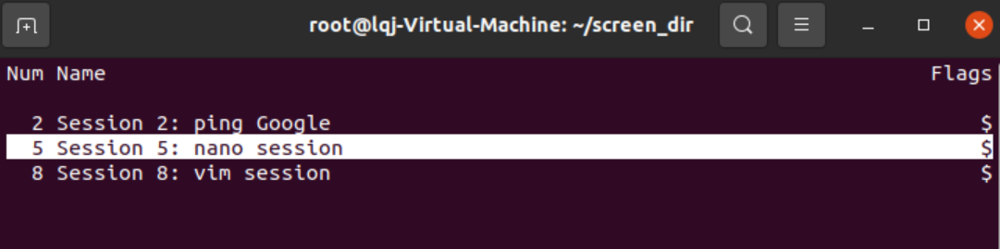 root@lqj-Virtual-Machine: ~/screen_dir
Num Name Flags
2 Session 2: ping Google $
5 Session 5: nano session $
8 Session 8: vim session $